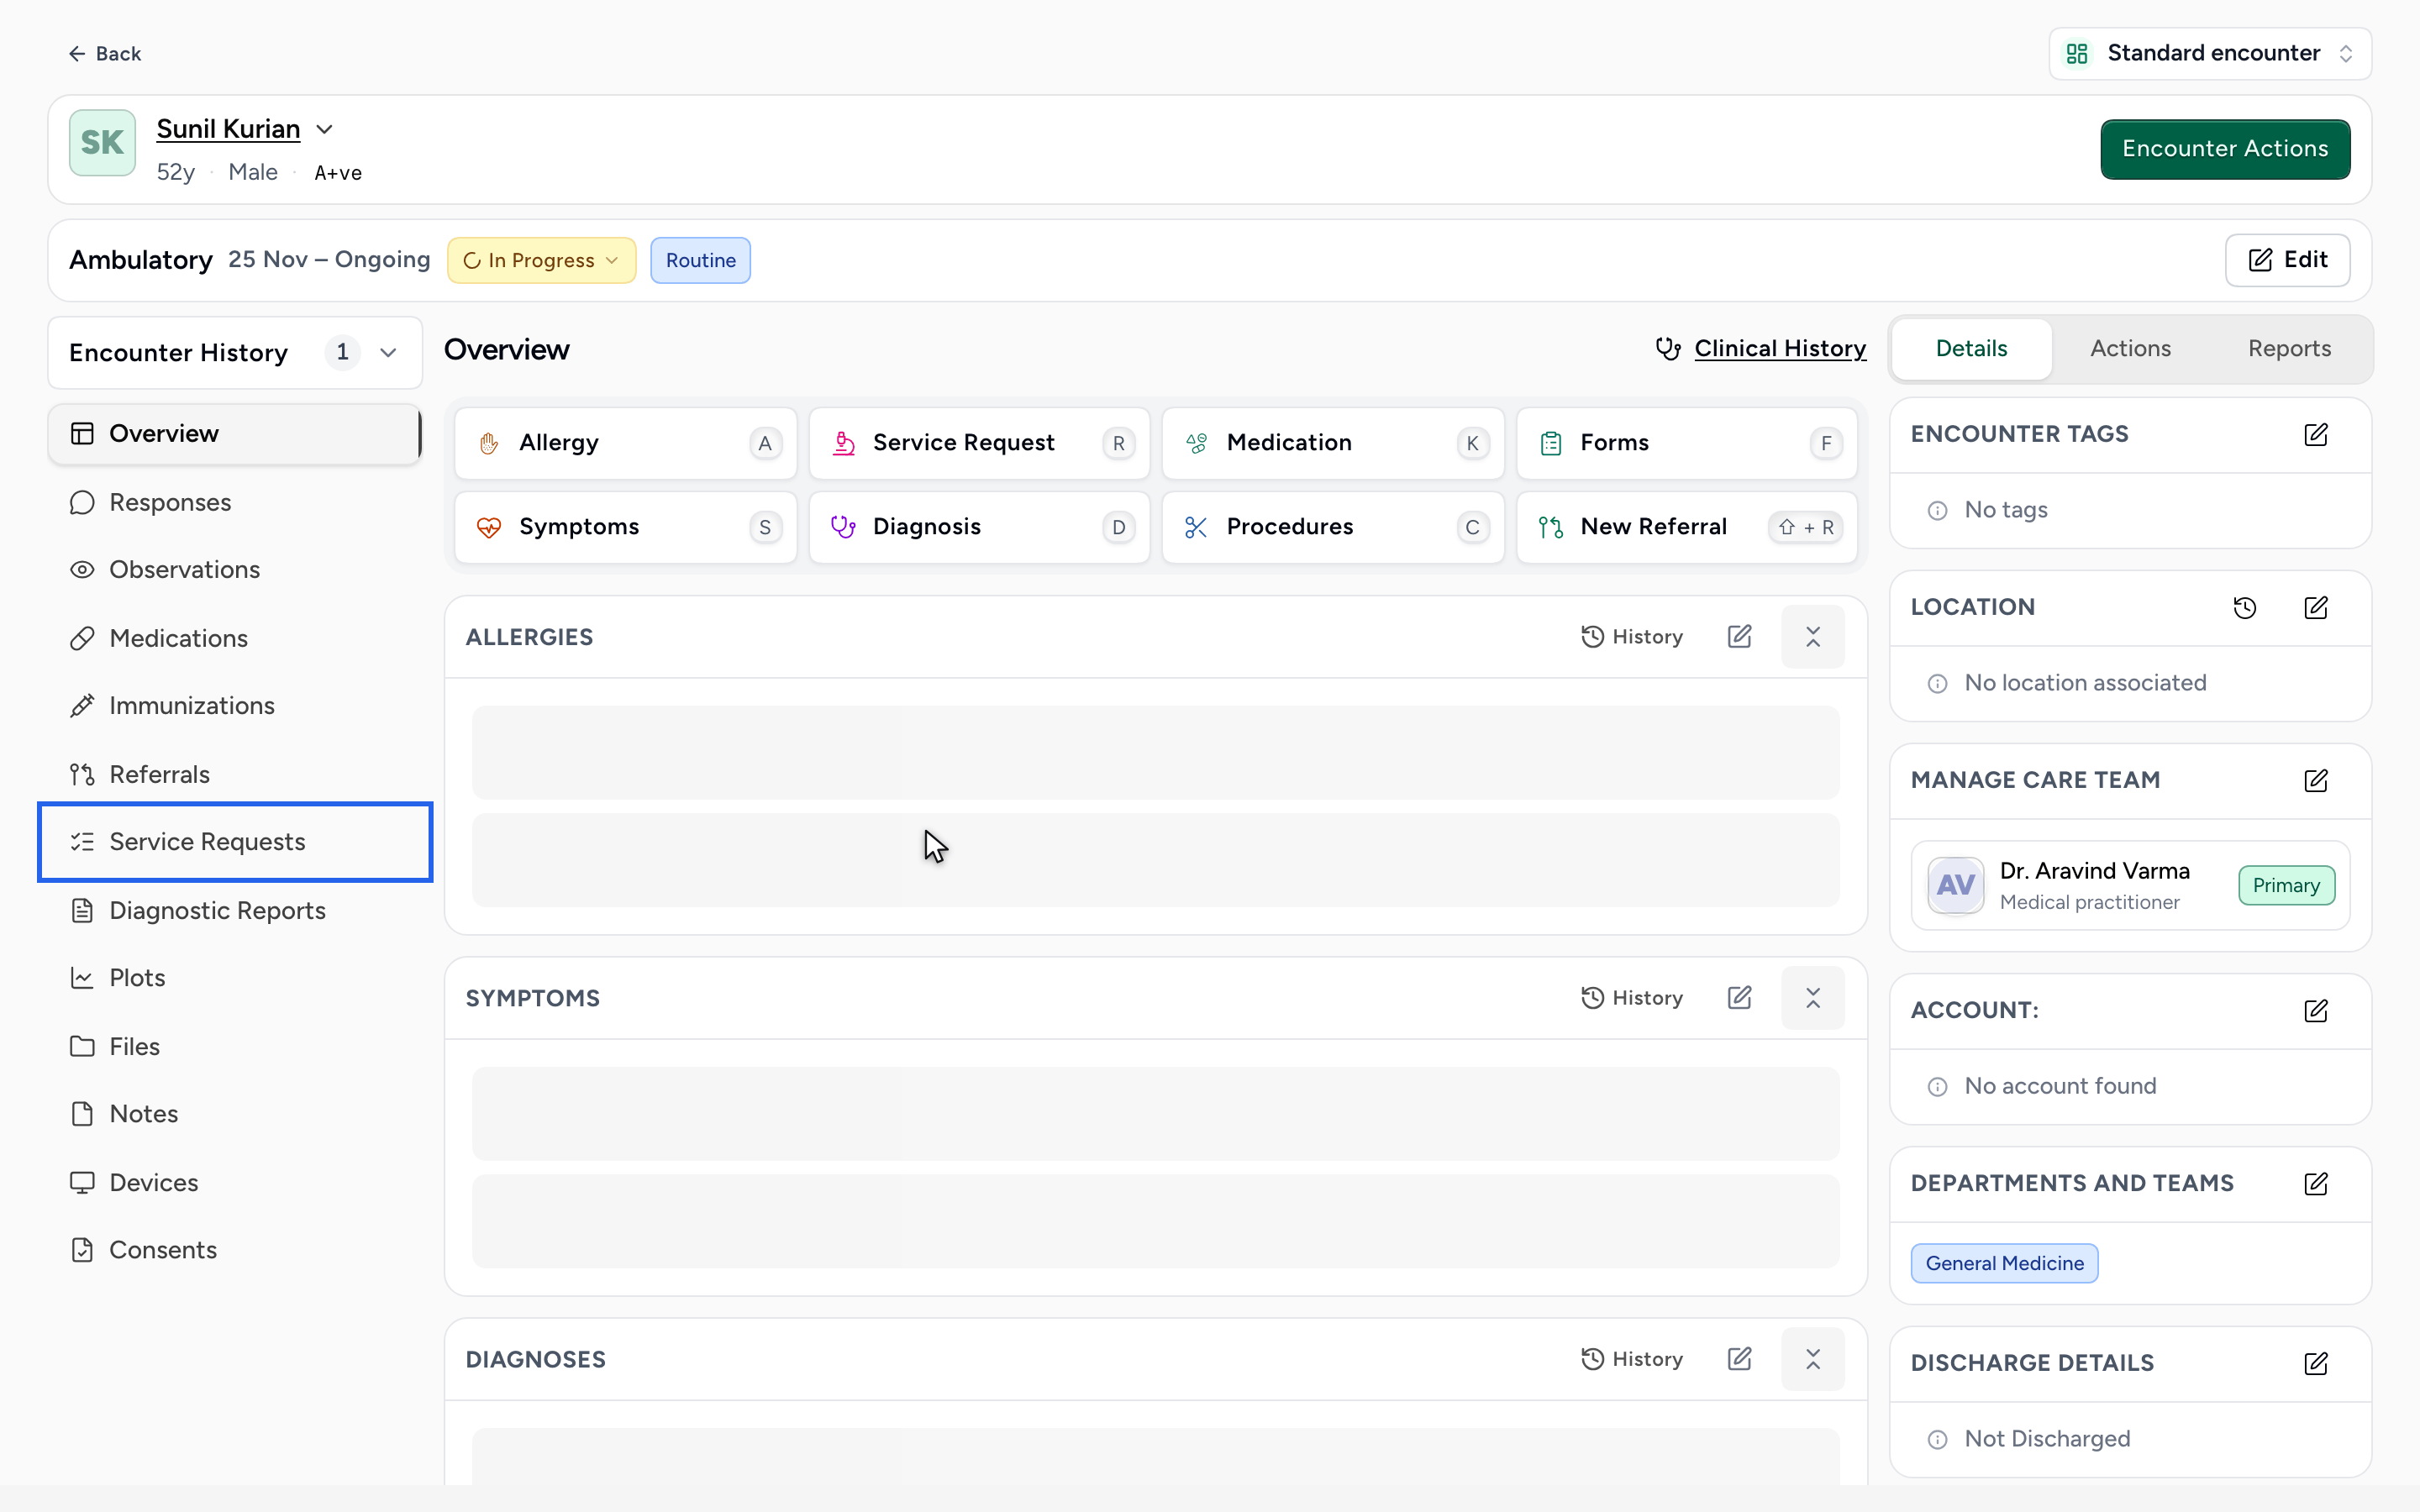 Back
Standard encounter
SK
Sunil Kurian
52y · Male · A+ve
Encounter Actions
Ambulatory 25 Nov – Ongoing In Progress Routine
Edit
Encounter History 1
Overview
Responses
Observations
Medications
Immunizations
Referrals
Service Requests
Diagnostic Reports
Plots
Files
Notes
Devices
Consents
Overview
Clinical History
Allergy A
Service Request R
Medication K
Forms F
Symptoms S
Diagnosis D
Procedures C
New Referral ⇧ + R
ALLERGIES
History
SYMPTOMS
History
DIAGNOSES
History
Details Actions Reports
ENCOUNTER TAGS
No tags
LOCATION
No location associated
MANAGE CARE TEAM
AV
Dr. Aravind Varma
Medical practitioner
Primary
ACCOUNT:
No account found
DEPARTMENTS AND TEAMS
General Medicine
DISCHARGE DETAILS
Not Discharged